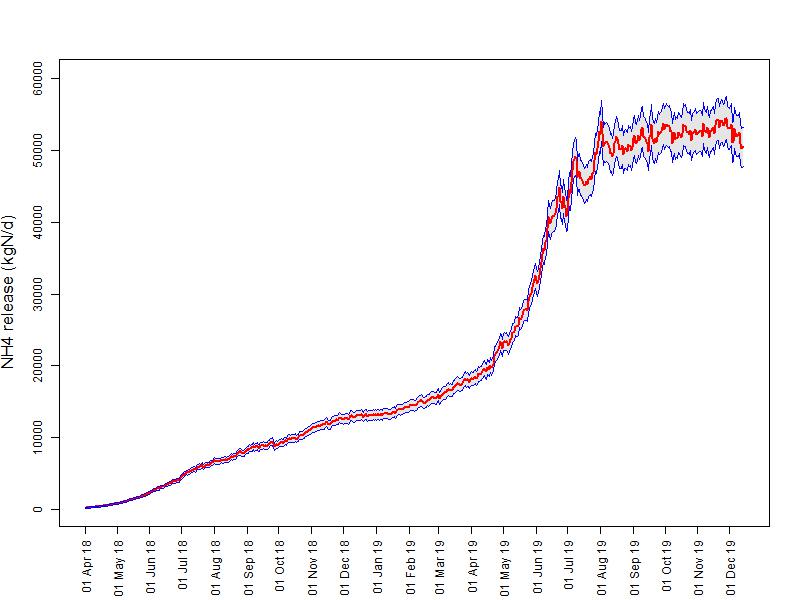 NH4 release (kgN/d)
60000
50000
40000
30000
20000
10000
0
01 Apr 18
01 May 18
01 Jun 18
01 Jul 18
01 Aug 18
01 Sep 18
01 Oct 18
01 Nov 18
01 Dec 18
01 Jan 19
01 Feb 19
01 Mar 19
01 Apr 19
01 May 19
01 Jun 19
01 Jul 19
01 Aug 19
01 Sep 19
01 Oct 19
01 Nov 19
01 Dec 19